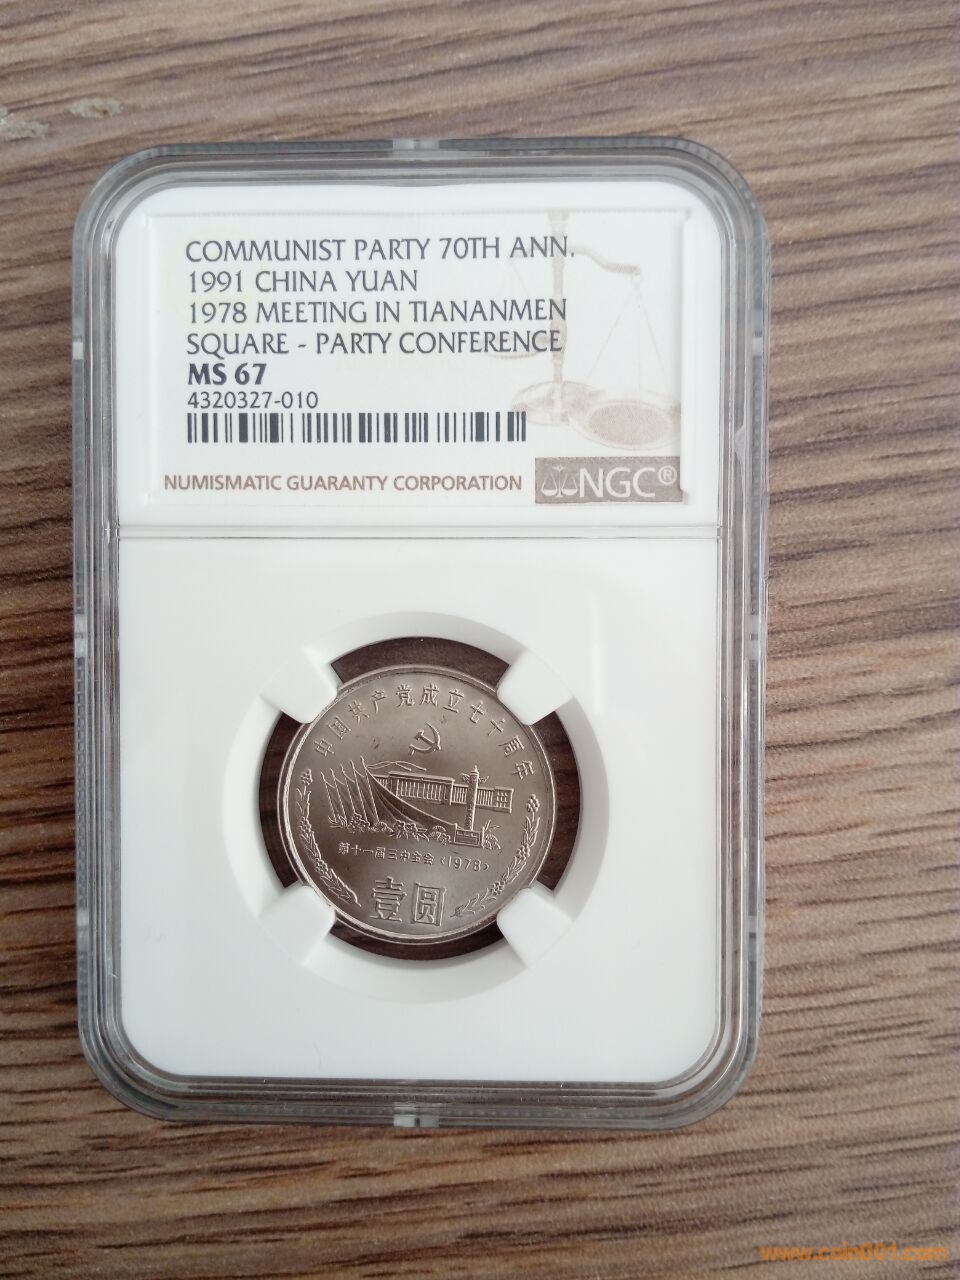 COMMUNIST PARTY 70TH ANN.
1991 CHINA YUAN
1978 MEETING IN TIANANMEN
SQUARE - PARTY CONFERENCE
MS 67
4320327-010
NUMISMATIC GUARANTY CORPORATION
NGC®
中国共产党成立七十周年
第十一届三中全会〈1978〉
壹圆
www.coin001.com